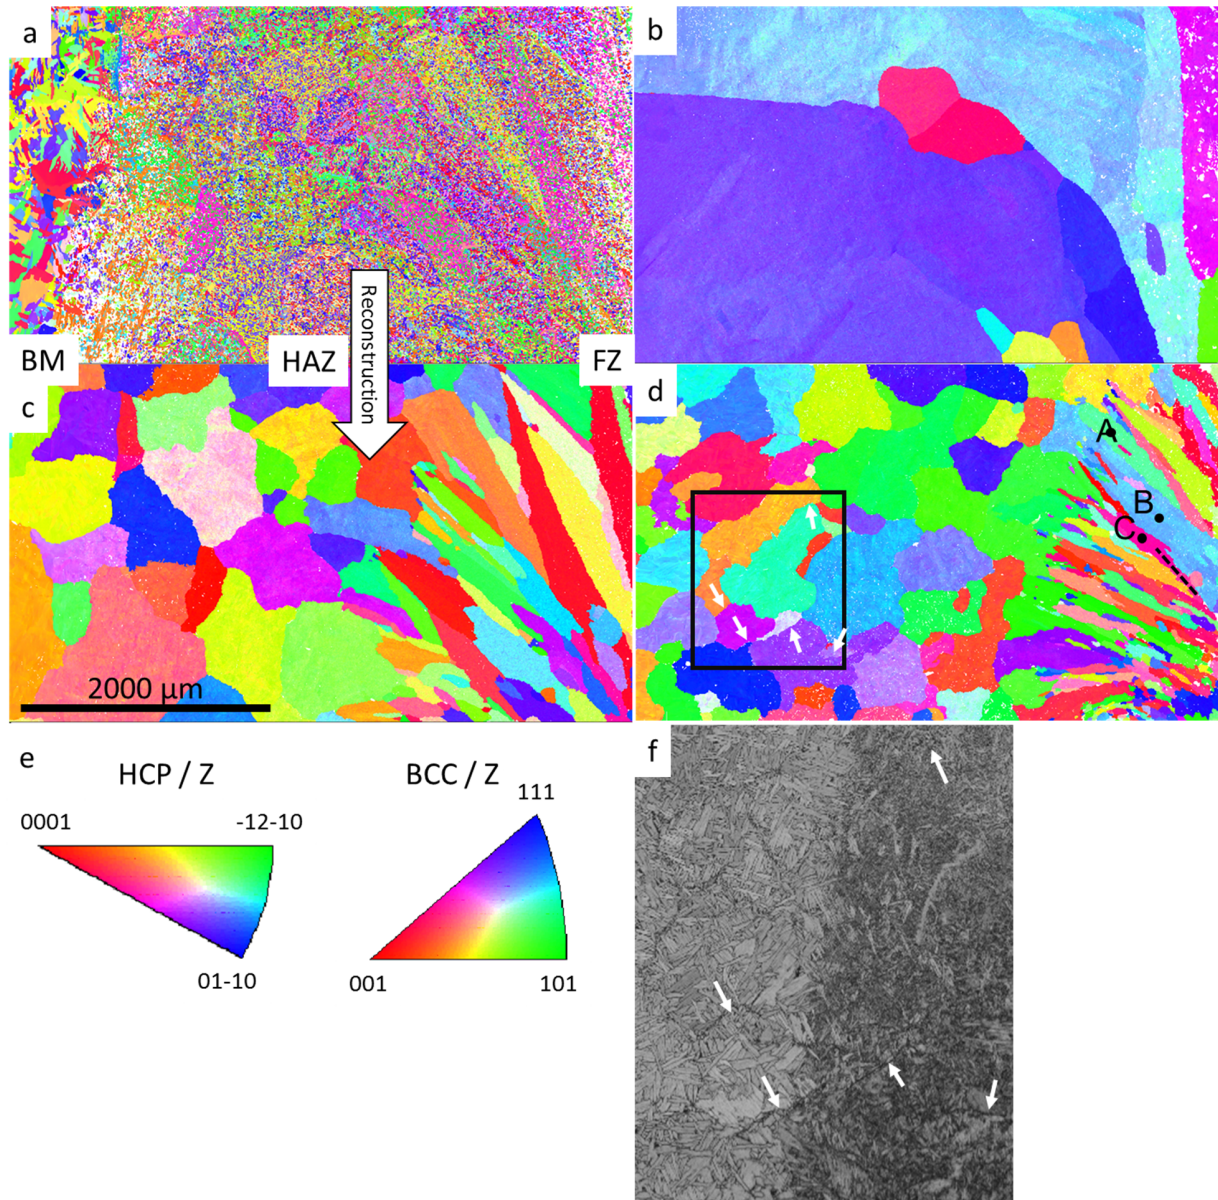 a
b
BM
HAZ
FZ
Reconstruction
c
d
A
B
C
2000 µm
e
HCP / Z
BCC / Z
0001
-12-10
01-10
111
001
101
f